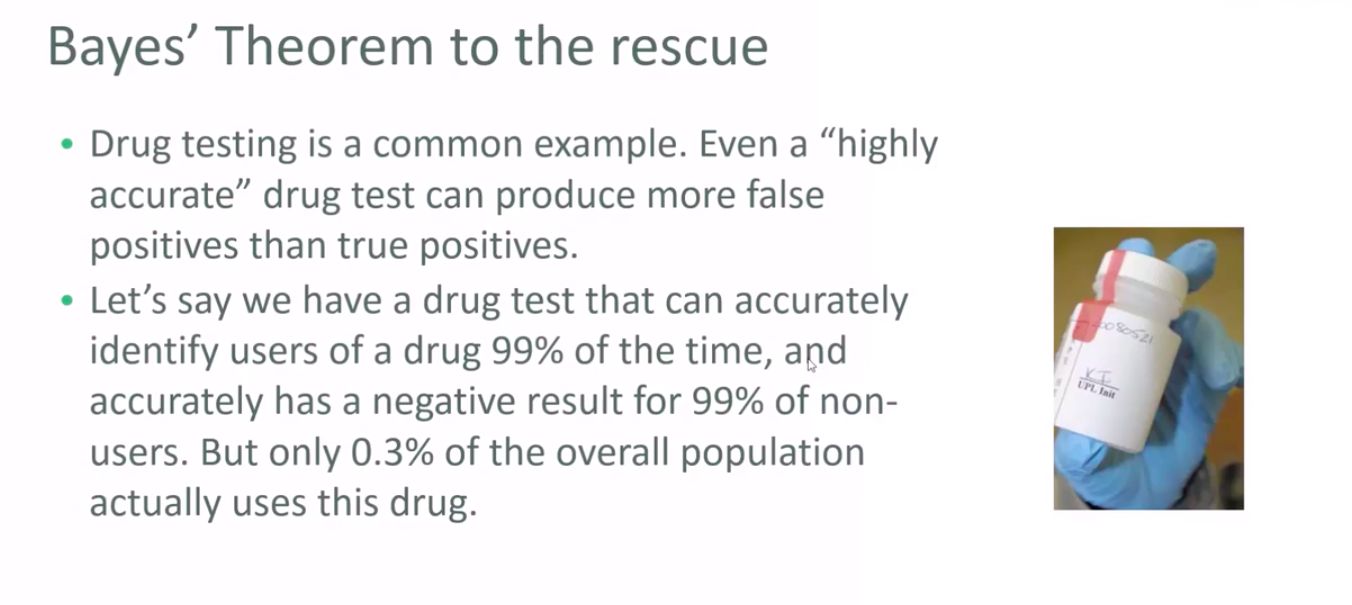 Bayes’ Theorem to the rescue
• Drug testing is a common example. Even a “highly
accurate” drug test can produce more false
positives than true positives.
• Let’s say we have a drug test that can accurately
identify users of a drug 99% of the time, and
accurately has a negative result for 99% of non-
users. But only 0.3% of the overall population
actually uses this drug.
K.I.
UPL Init